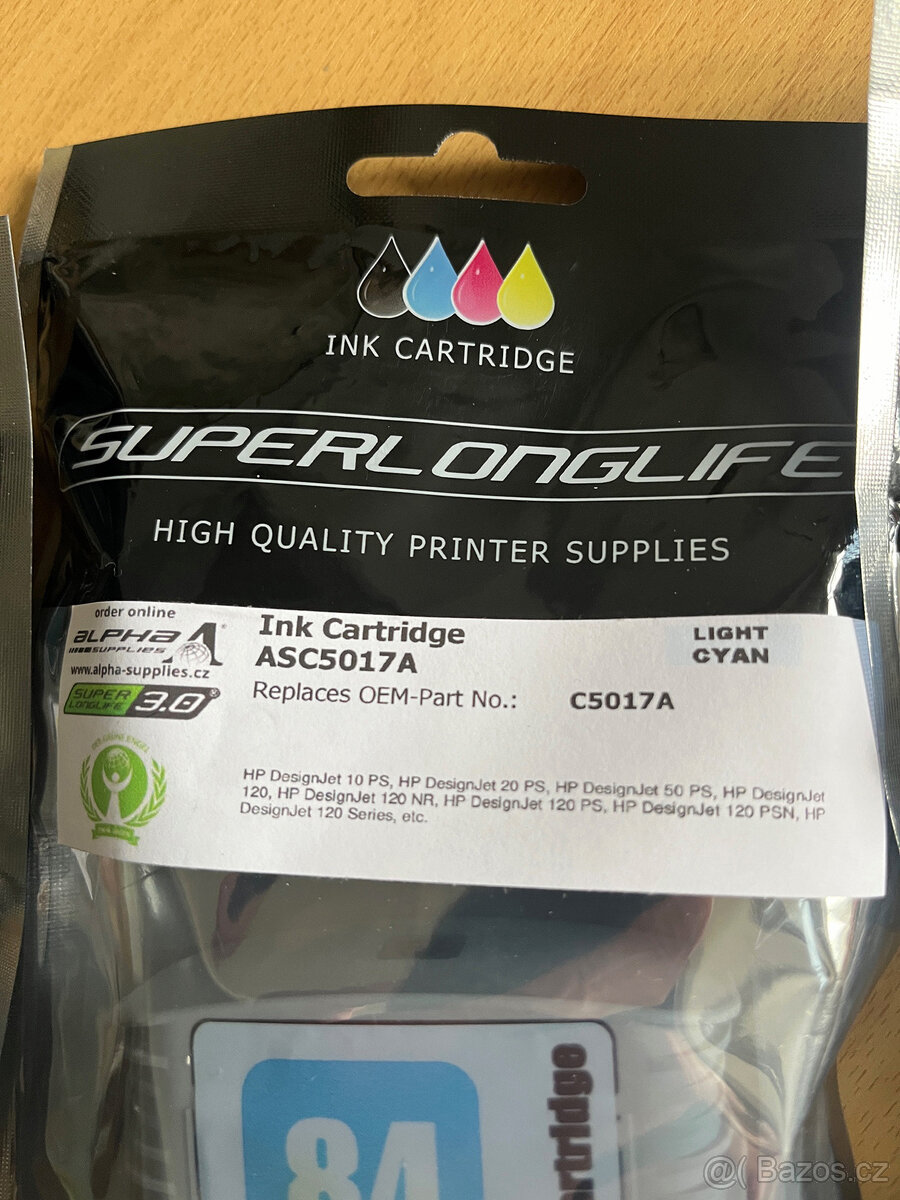 INK CARTRIDGE
SUPERLONGLIFE
HIGH QUALITY PRINTER SUPPLIES
order online
ALPHA
SUPPLIES
www.alpha-supplies.cz
SUPER
LONGLIFE 3.0®
Ink Cartridge
ASC5017A
LIGHT
CYAN
Replaces OEM-Part No.: C5017A
HP DesignJet 10 PS, HP DesignJet 20 PS, HP DesignJet 50 PS, HP DesignJet
120, HP DesignJet 120 NR, HP DesignJet 120 PS, HP DesignJet 120 PSN, HP
DesignJet 120 Series, etc.
84
@( Bazos.cz